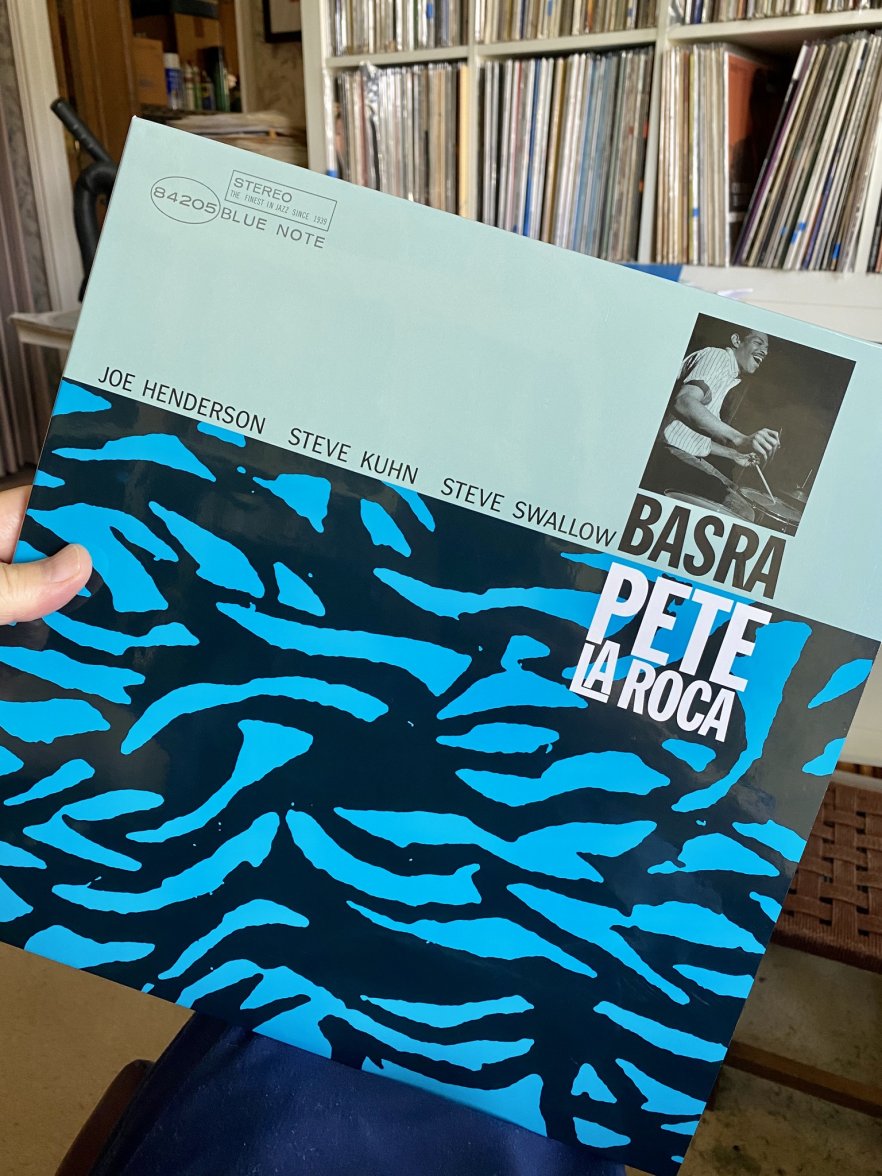 84205
STEREO
THE FINEST IN JAZZ SINCE 1939
BLUE NOTE
JOE HENDERSON STEVE KUHN STEVE SWALLOW
BASRA
PETE
LA ROCA